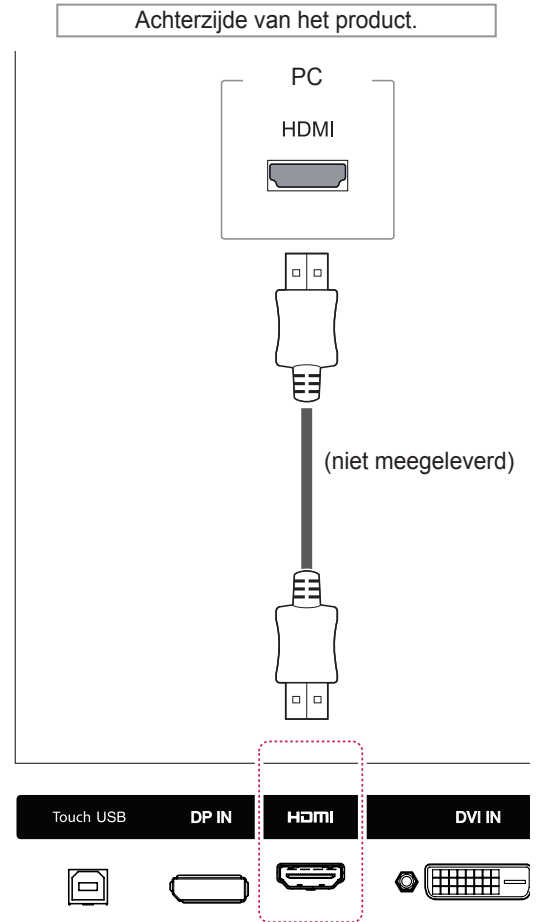 Achterzijde van het product.
PC
HDMI
(niet meegeleverd)
Touch USB DP IN HDMI DVI IN